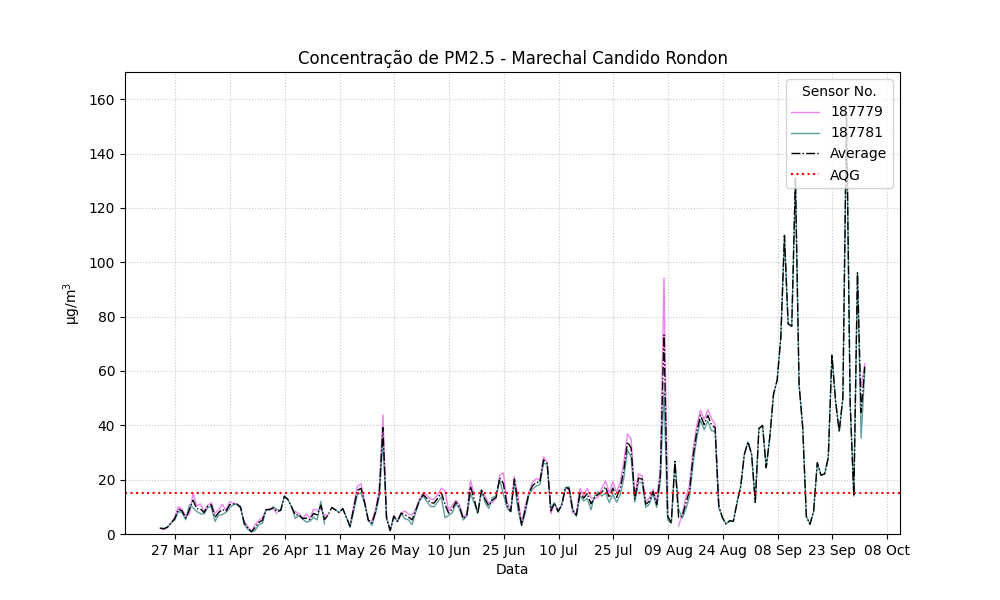 Concentração de PM2.5 - Marechal Candido Rondon
Sensor No.
187779
187781
Average
AQG
160
140
120
100
80
60
40
20
0
μg/m³
27 Mar 11 Apr 26 Apr 11 May 26 May 10 Jun 25 Jun 10 Jul 25 Jul 09 Aug 24 Aug 08 Sep 23 Sep 08 Oct
Data